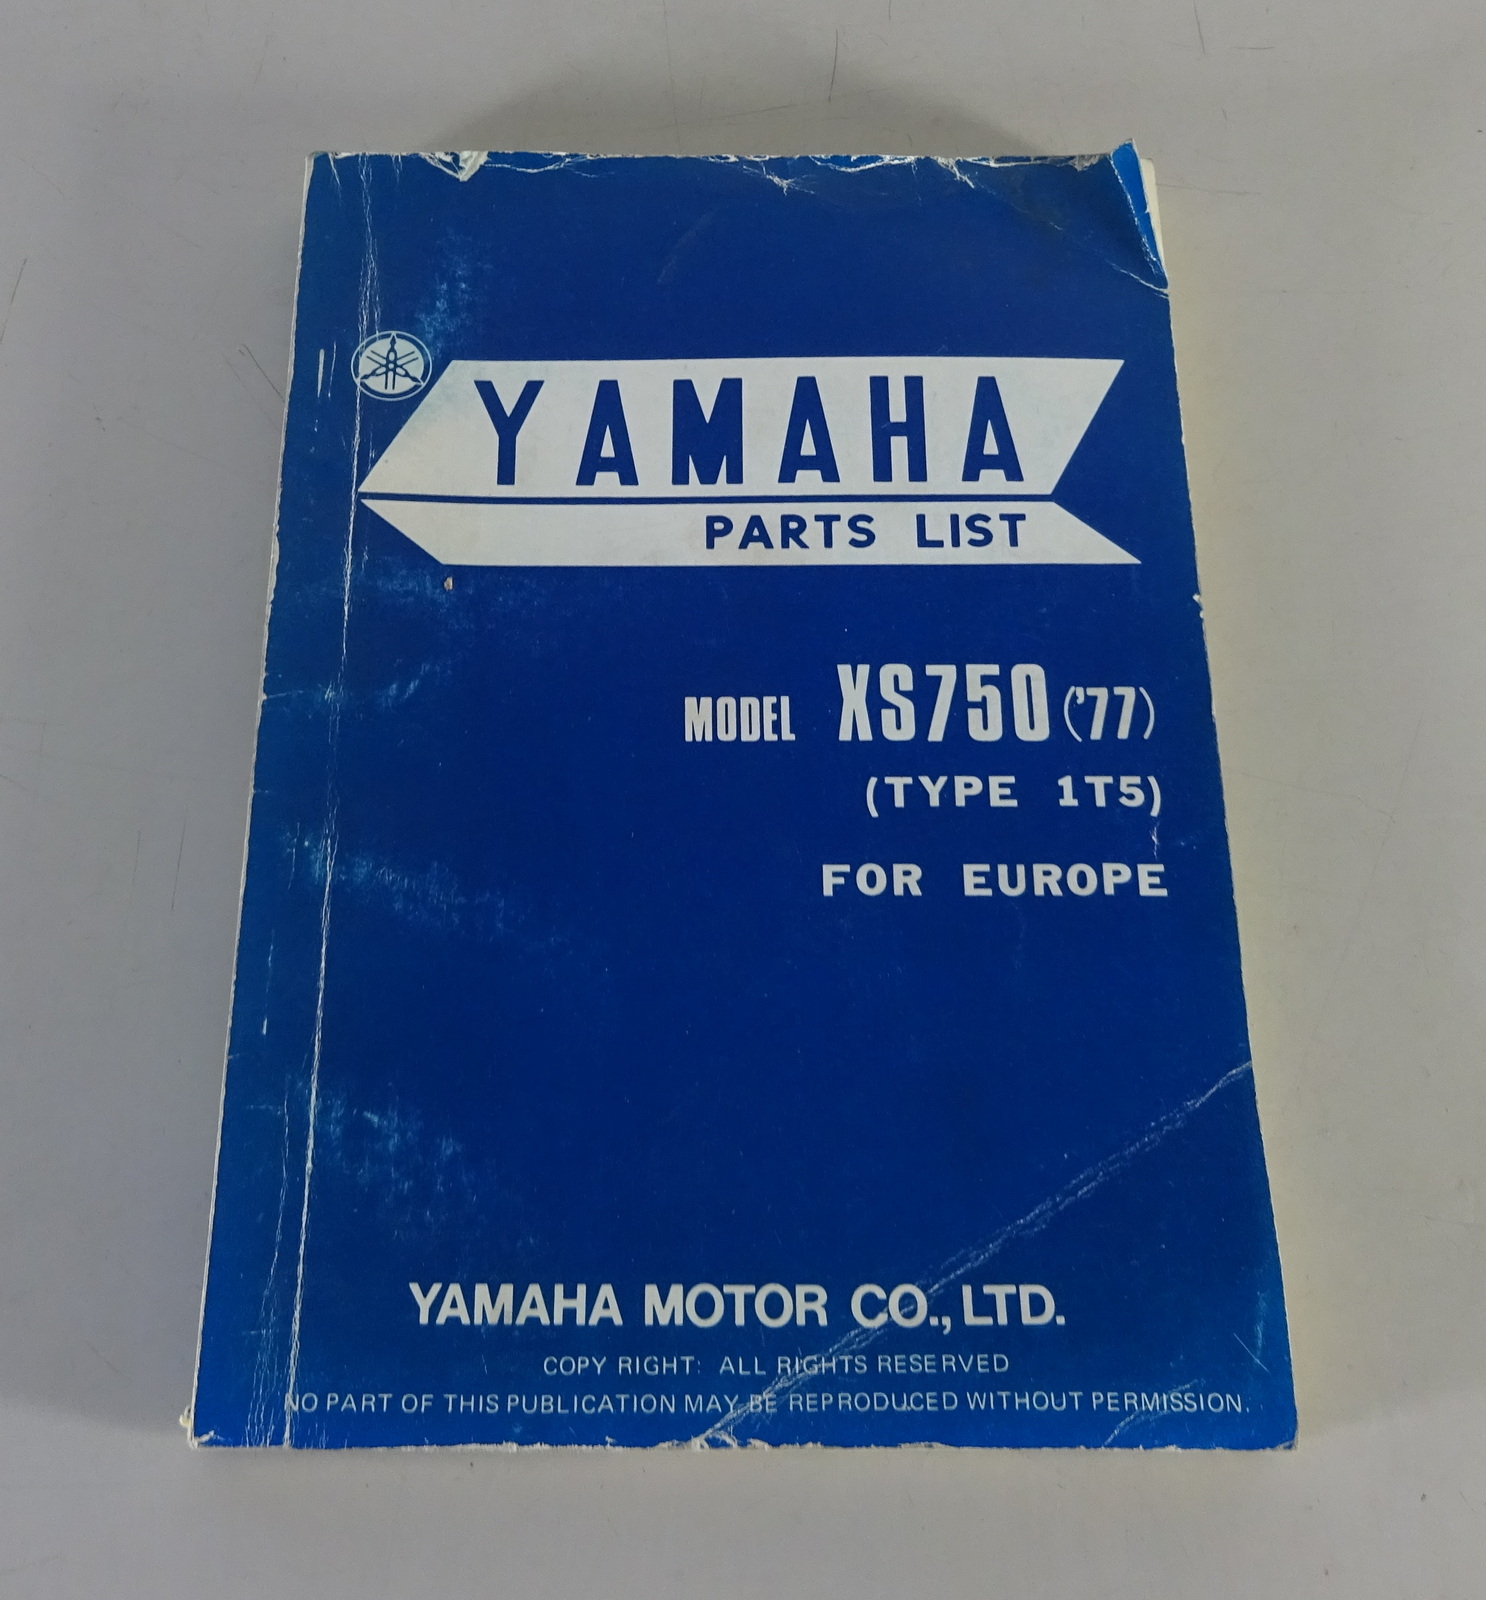 YAMAHA
PARTS LIST
MODEL XS750 ('77)
(TYPE 1T5)
FOR EUROPE
YAMAHA MOTOR CO., LTD.
COPY RIGHT: ALL RIGHTS RESERVED
NO PART OF THIS PUBLICATION MAY BE REPRODUCED WITHOUT PERMISSION.